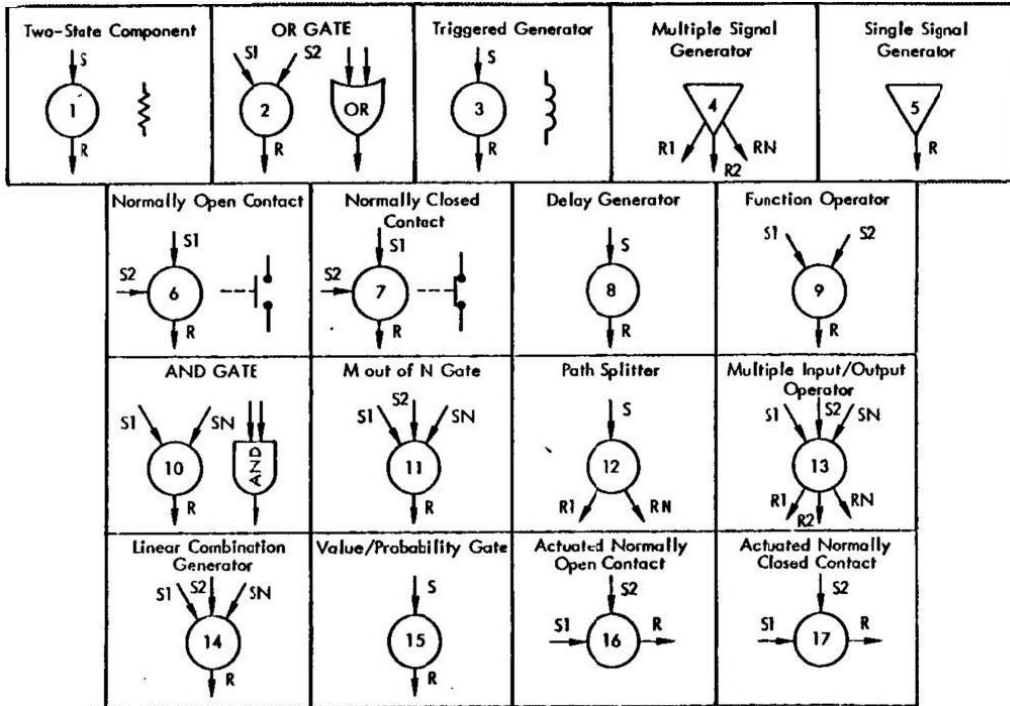 Two-State Component
S
1
R
OR GATE
S1 S2
2 OR
R
Triggered Generator
S
3
R
Multiple Signal
Generator
4
R1 RN
R2
Single Signal
Generator
5
R
Normally Open Contact
S1
S2
6
R
Normally Closed
Contact
S1
S2
7
R
Delay Generator
S
8
R
Function Operator
S1 S2
9
R
AND GATE
S1 SN
10 AND
R
M out of N Gate
S2
S1 SN
11
R
Path Splitter
S
12
R1 RN
Multiple Input/Output
Operator
S1 S2 SN
13
R1 RN
R2
Linear Combination
Generator
S1 S2 SN
14
R
Value/Probability Gate
S
15
R
Actuated Normally
Open Contact
S2
S1 R
16
Actuated Normally
Closed Contact
S2
S1 R
17